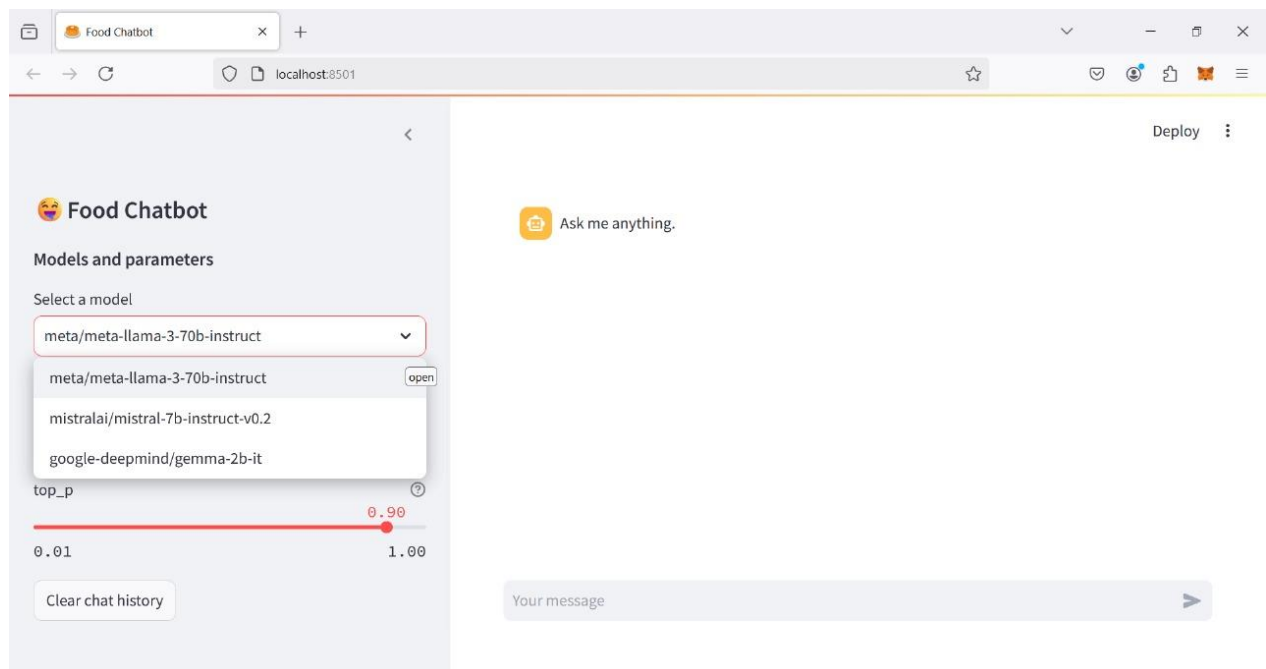 Food Chatbot
localhost:8501
Deploy
Food Chatbot
Ask me anything.
Models and parameters
Select a model
meta/meta-llama-3-70b-instruct
meta/meta-llama-3-70b-instruct
open
mistralai/mistral-7b-instruct-v0.2
google-deepmind/gemma-2b-it
top_p
0.90
0.01 1.00
Clear chat history
Your message